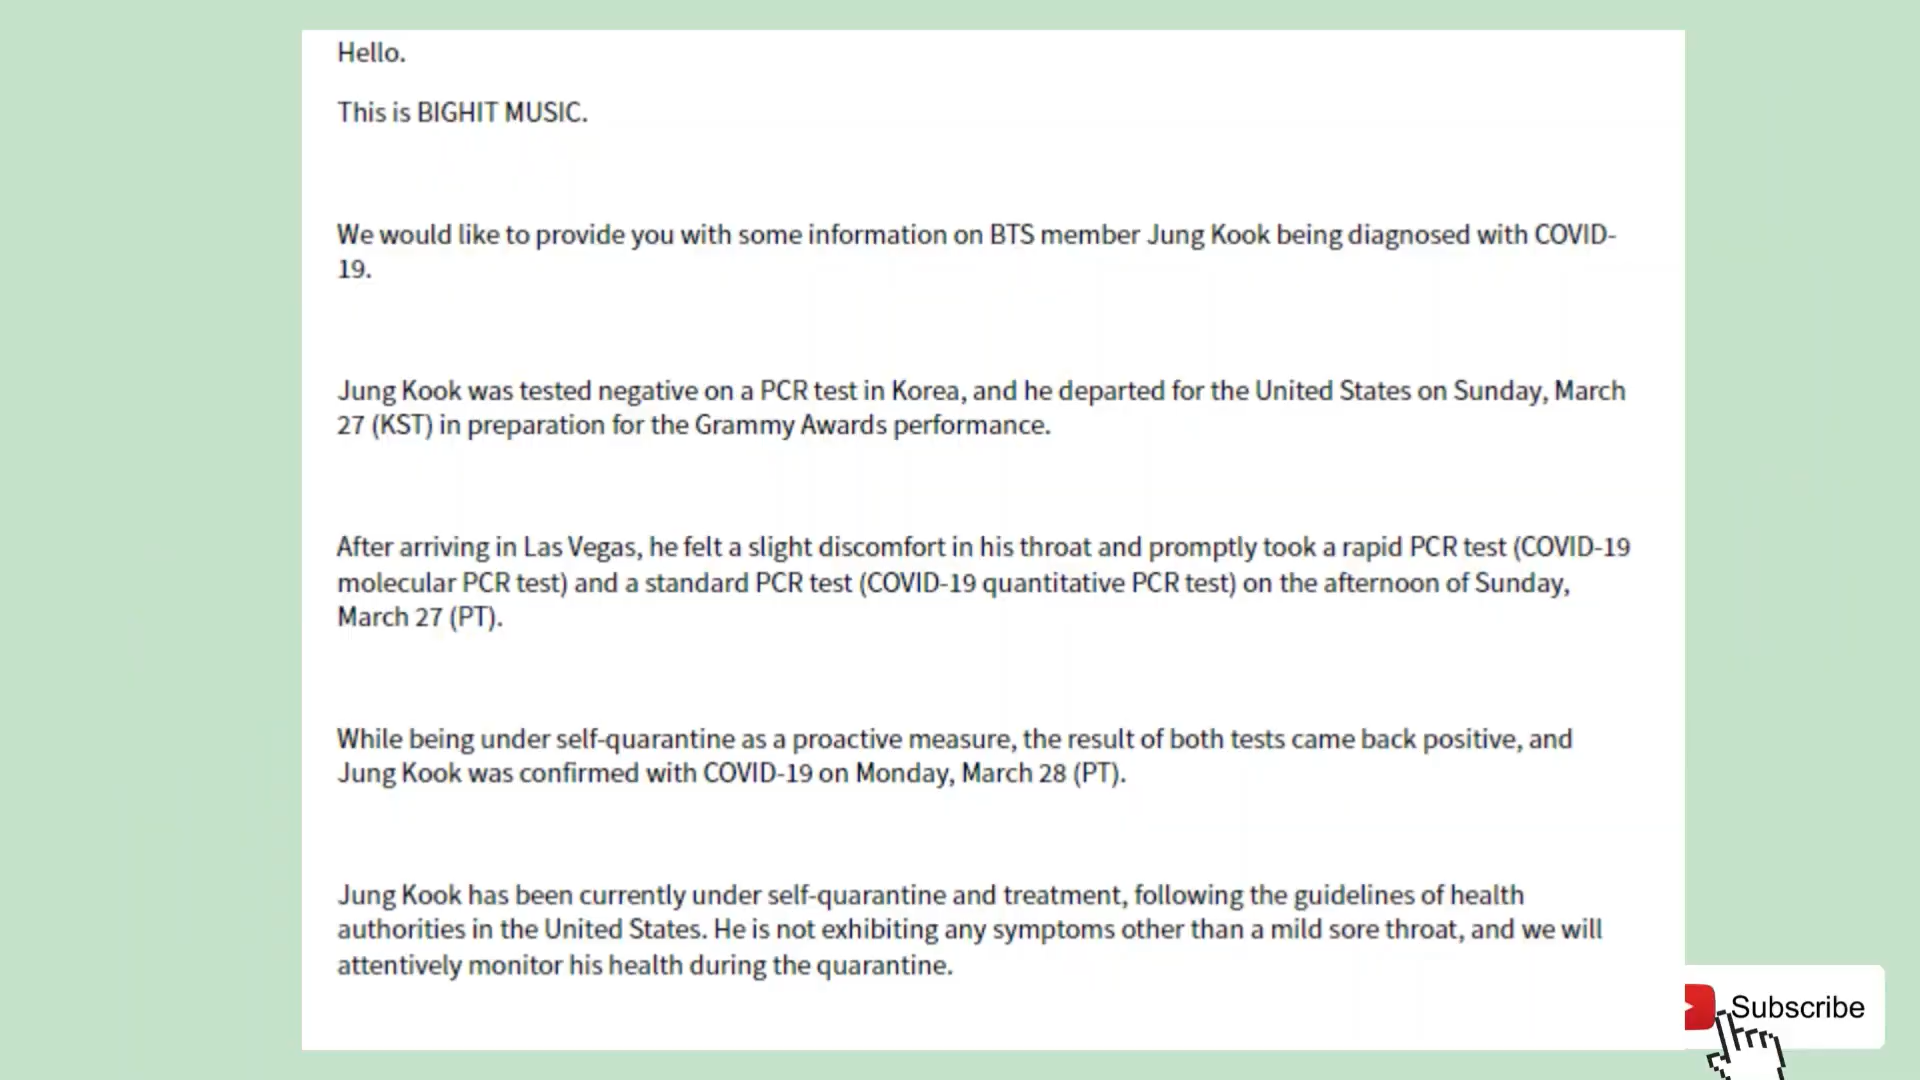 Hello.
This is BIGHIT MUSIC.
We would like to provide you with some information on BTS member Jung Kook being diagnosed with COVID-
19.
Jung Kook was tested negative on a PCR test in Korea, and he departed for the United States on Sunday, March
27 (KST) in preparation for the Grammy Awards performance.
After arriving in Las Vegas, he felt a slight discomfort in his throat and promptly took a rapid PCR test (COVID-19
molecular PCR test) and a standard PCR test (COVID-19 quantitative PCR test) on the afternoon of Sunday,
March 27 (PT).
While being under self-quarantine as a proactive measure, the result of both tests came back positive, and
Jung Kook was confirmed with COVID-19 on Monday, March 28 (PT).
Jung Kook has been currently under self-quarantine and treatment, following the guidelines of health
authorities in the United States. He is not exhibiting any symptoms other than a mild sore throat, and we will
attentively monitor his health during the quarantine.
Subscribe